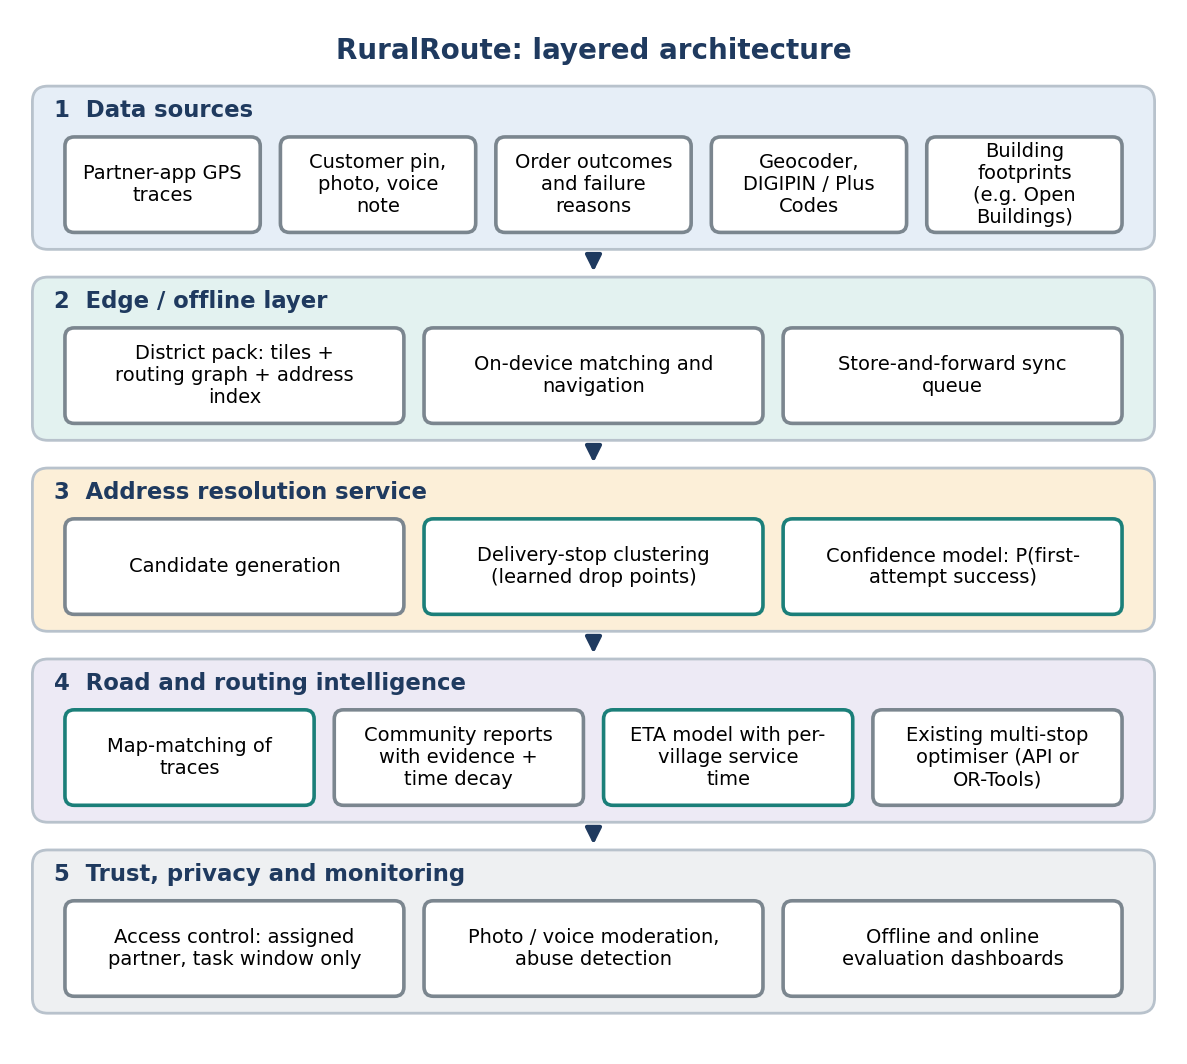 RuralRoute: layered architecture
1 Data sources
Partner-app GPS
traces
Customer pin,
photo, voice
note
Order outcomes
and failure
reasons
Geocoder,
DIGIPIN / Plus
Codes
Building
footprints
(e.g. Open
Buildings)
2 Edge / offline layer
District pack: tiles +
routing graph + address
index
On-device matching and
navigation
Store-and-forward sync
queue
3 Address resolution service
Candidate generation
Delivery-stop clustering
(learned drop points)
Confidence model: P(first-
attempt success)
4 Road and routing intelligence
Map-matching of
traces
Community reports
with evidence +
time decay
ETA model with per-
village service
time
Existing multi-stop
optimiser (API or
OR-Tools)
5 Trust, privacy and monitoring
Access control: assigned
partner, task window only
Photo / voice moderation,
abuse detection
Offline and online
evaluation dashboards